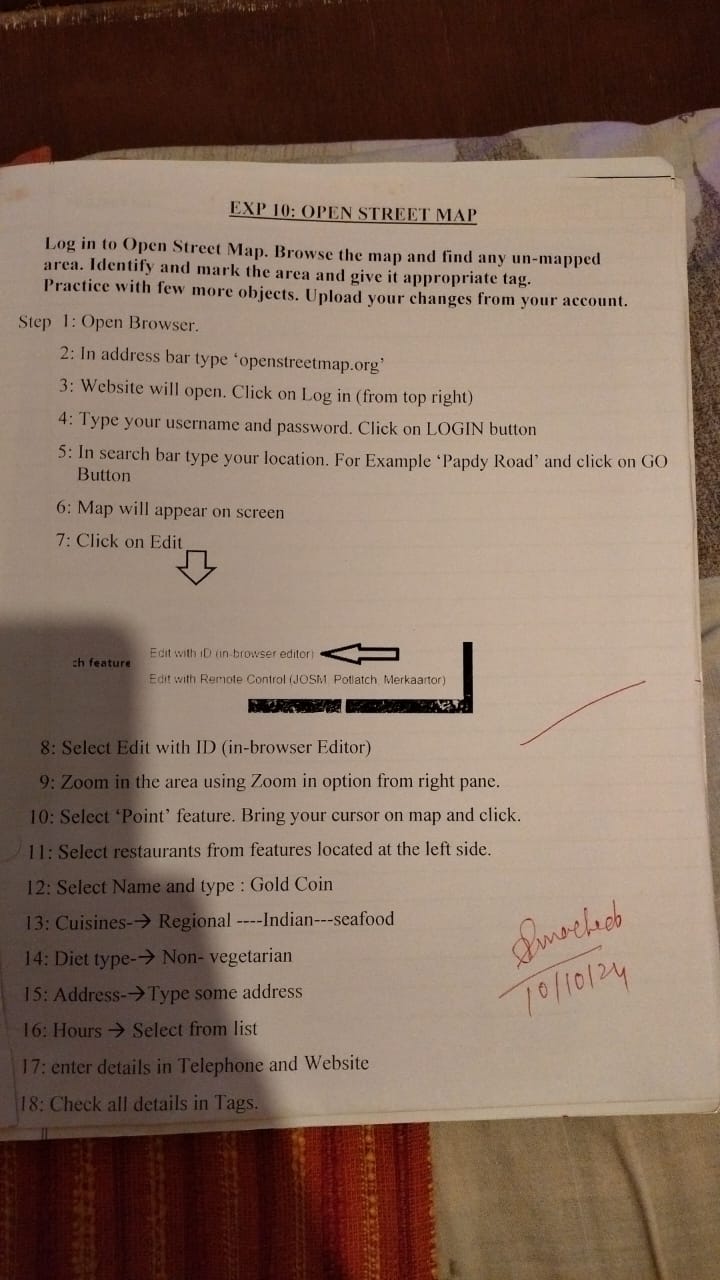 EXP 10: OPEN STREET MAP
Log in to Open Street Map. Browse the map and find any un-mapped
area. Identify and mark the area and give it appropriate tag.
Practice with few more objects. Upload your changes from your account.
Step 1: Open Browser.
2: In address bar type ‘openstreetmap.org’
3: Website will open. Click on Log in (from top right)
4: Type your username and password. Click on LOGIN button
5: In search bar type your location. For Example ‘Papdy Road’ and click on GO
Button
6: Map will appear on screen
7: Click on Edit
Edit with iD (in-browser editor)
ch feature
Edit with Remote Control (JOSM, Potlatch, Merkaartor)
8: Select Edit with ID (in-browser Editor)
9: Zoom in the area using Zoom in option from right pane.
10: Select ‘Point’ feature. Bring your cursor on map and click.
11: Select restaurants from features located at the left side.
12: Select Name and type : Gold Coin
13: Cuisines-→ Regional ----Indian---seafood
14: Diet type-→ Non- vegetarian
15: Address-→Type some address
16: Hours → Select from list
17: enter details in Telephone and Website
18: Check all details in Tags.
10/10/24